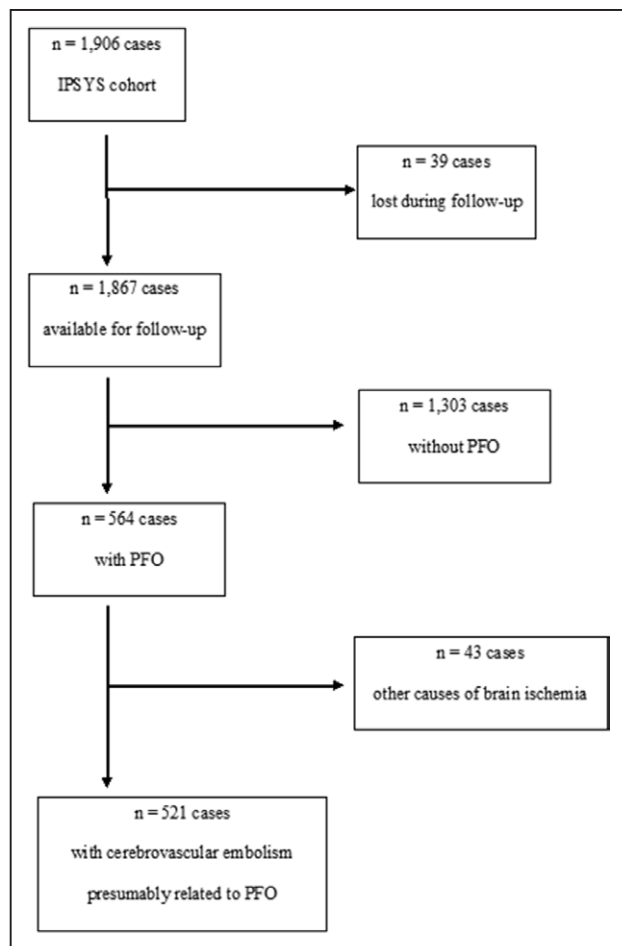 n = 1,906 cases
IPSYS cohort
n = 39 cases
lost during follow-up
n = 1,867 cases
available for follow-up
n = 1,303 cases
without PFO
n = 564 cases
with PFO
n = 43 cases
other causes of brain ischemia
n = 521 cases
with cerebrovascular embolism
presumably related to PFO